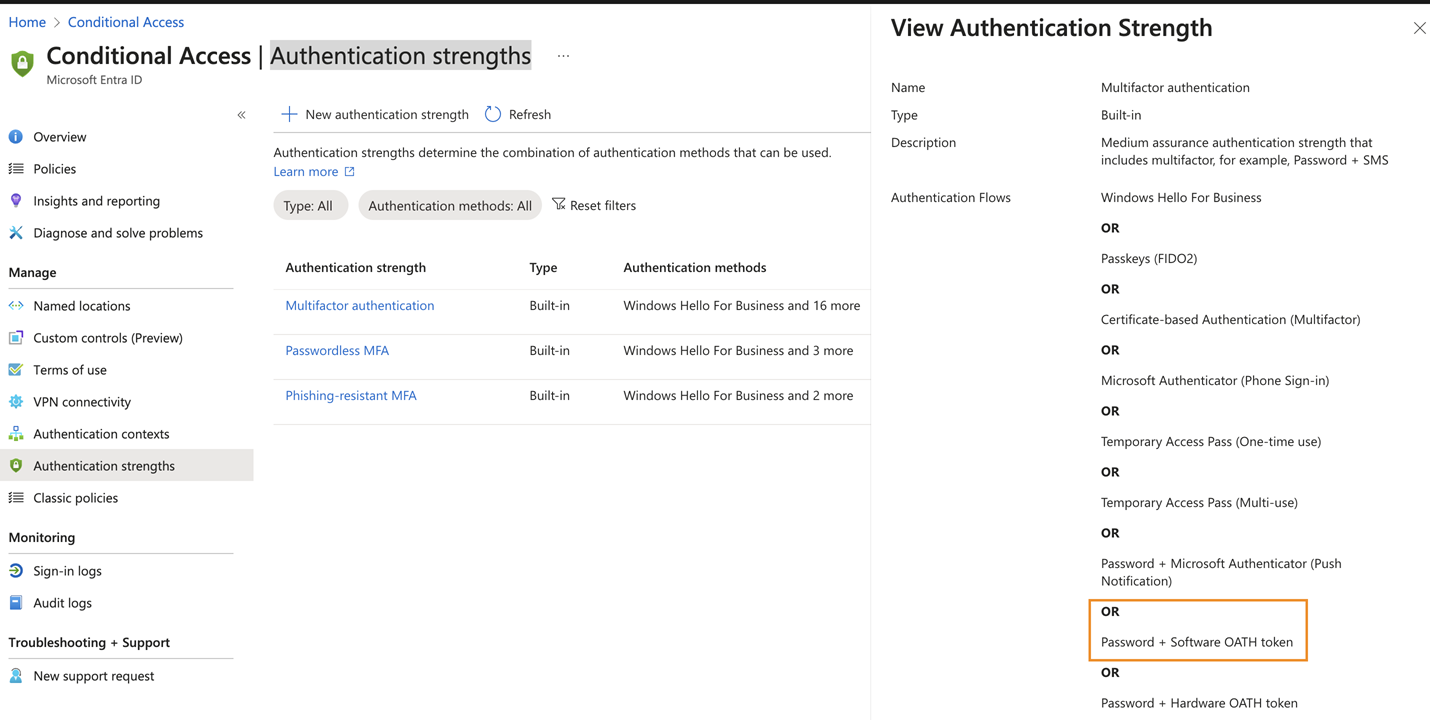 Home > Conditional Access
Conditional Access | Authentication strengths ...
Microsoft Entra ID
«
Overview
Policies
Insights and reporting
Diagnose and solve problems
Manage
Named locations
Custom controls (Preview)
Terms of use
VPN connectivity
Authentication contexts
Authentication strengths
Classic policies
Monitoring
Sign-in logs
Audit logs
Troubleshooting + Support
New support request
New authentication strength Refresh
Authentication strengths determine the combination of authentication methods that can be used.
Learn more
Type: All Authentication methods: All Reset filters
Authentication strength Type Authentication methods
Multifactor authentication Built-in Windows Hello For Business and 16 more
Passwordless MFA Built-in Windows Hello For Business and 3 more
Phishing-resistant MFA Built-in Windows Hello For Business and 2 more
View Authentication Strength
Name Multifactor authentication
Type Built-in
Description Medium assurance authentication strength that
includes multifactor, for example, Password + SMS
Authentication Flows Windows Hello For Business
OR
Passkeys (FIDO2)
OR
Certificate-based Authentication (Multifactor)
OR
Microsoft Authenticator (Phone Sign-in)
OR
Temporary Access Pass (One-time use)
OR
Temporary Access Pass (Multi-use)
OR
Password + Microsoft Authenticator (Push
Notification)
OR
Password + Software OATH token
OR
Password + Hardware OATH token